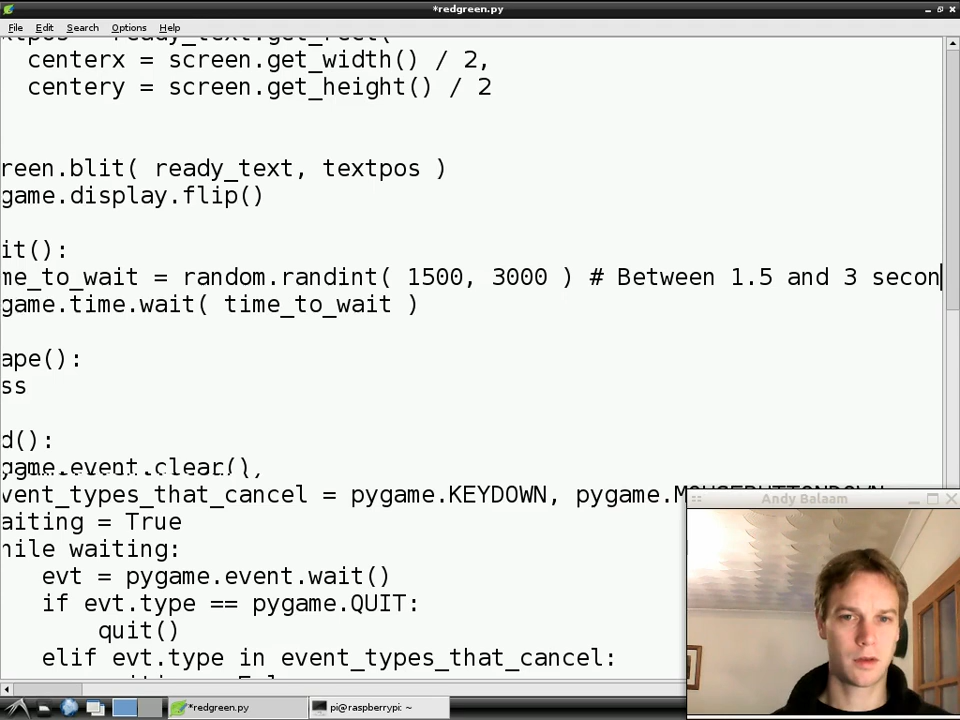 *redgreen.py
File Edit Search Options Help
centerx = screen.get_width() / 2,
centery = screen.get_height() / 2
reen.blit( ready_text, textpos )
game.display.flip()
it():
me_to_wait = random.randint( 1500, 3000 ) # Between 1.5 and 3 secon
game.time.wait( time_to_wait )
ape():
ss
d():
game.event.clear()
vent_types_that_cancel = pygame.KEYDOWN, pygame.MOUSEBUTTONDOWN
aiting = True
hile waiting:
evt = pygame.event.wait()
if evt.type == pygame.QUIT:
quit()
elif evt.type in event_types_that_cancel:
Andy Balaam
*redgreen.py
pi@raspberrypi: ~